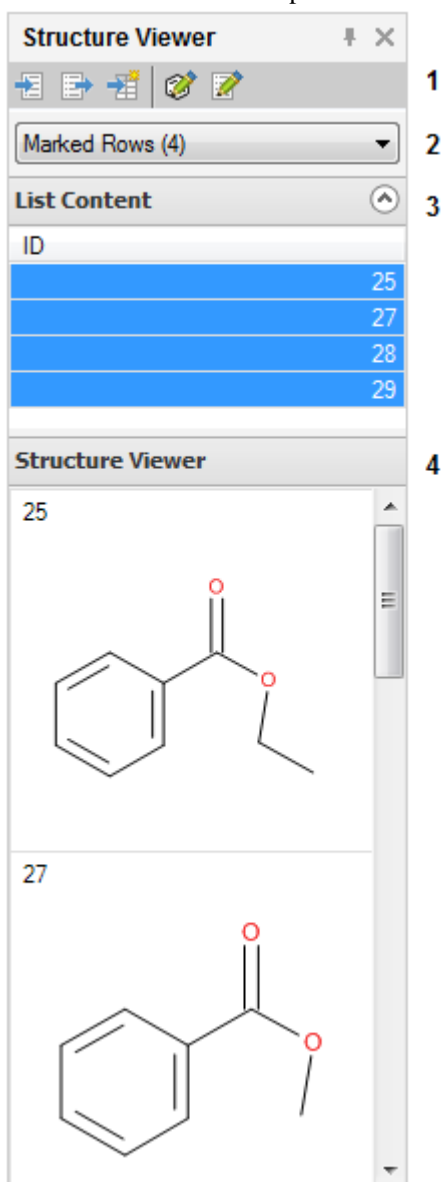 Structure Viewer
1
Marked Rows (4)
2
List Content
3
ID
25
27
28
29
Structure Viewer
4
25
O
O
27
O
O